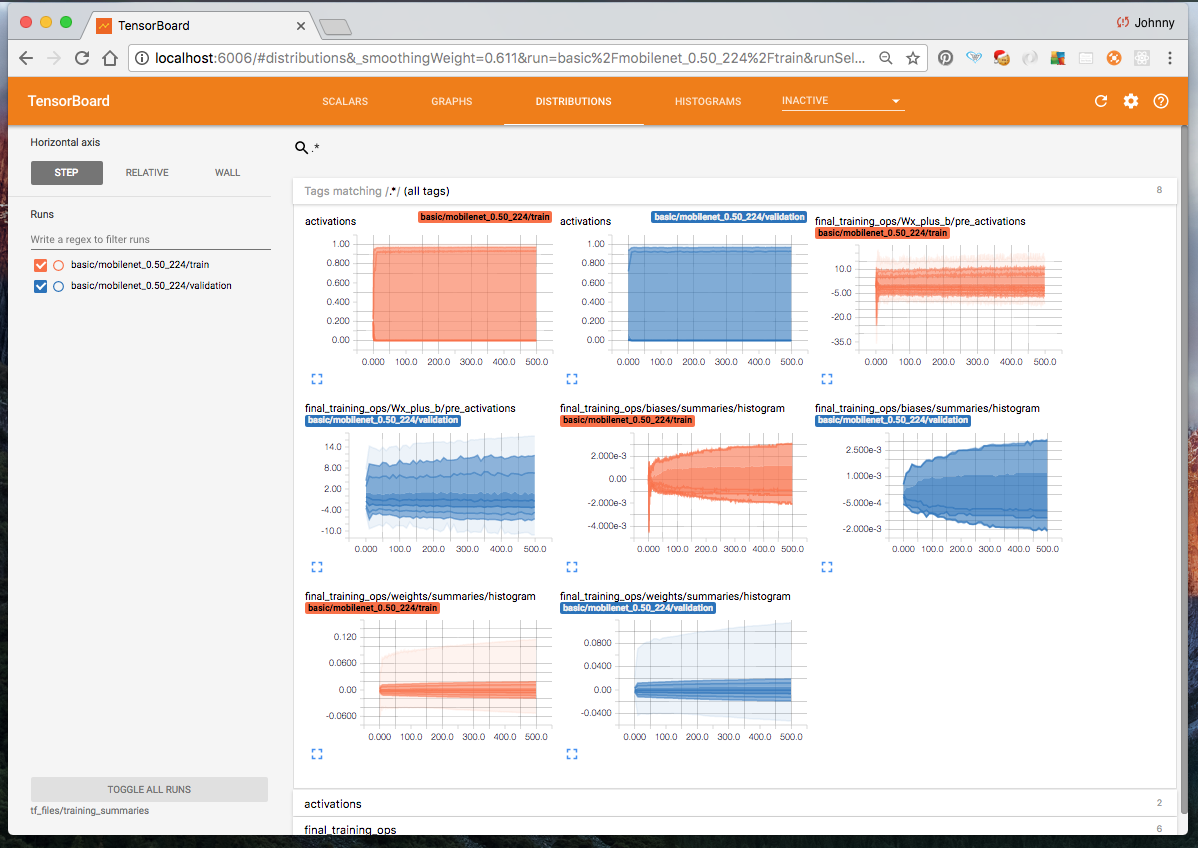 TensorBoard
Johnny
localhost:6006/#distributions&_smoothingWeight=0.611&run=basic%2Fmobilenet_0.50_224%2Ftrain&runSel...
TensorBoard
SCALARS
GRAPHS
DISTRIBUTIONS
HISTOGRAMS
INACTIVE
Horizontal axis
STEP
RELATIVE
WALL
Runs
Write a regex to filter runs
basic/mobilenet_0.50_224/train
basic/mobilenet_0.50_224/validation
TOGGLE ALL RUNS
tf_files/training_summaries
.*
Tags matching /.*/ (all tags)
8
activations
basic/mobilenet_0.50_224/train
1.00
0.800
0.600
0.400
0.200
0.00
0.000 100.0 200.0 300.0 400.0 500.0
activations
basic/mobilenet_0.50_224/validation
1.00
0.800
0.600
0.400
0.200
0.00
0.000 100.0 200.0 300.0 400.0 500.0
final_training_ops/Wx_plus_b/pre_activations
basic/mobilenet_0.50_224/train
10.0
-5.00
-20.0
-35.0
0.000 100.0 200.0 300.0 400.0 500.0
final_training_ops/Wx_plus_b/pre_activations
basic/mobilenet_0.50_224/validation
14.0
8.00
2.00
-4.00
-10.0
0.000 100.0 200.0 300.0 400.0 500.0
final_training_ops/biases/summaries/histogram
basic/mobilenet_0.50_224/train
2.000e-3
0.00
-2.000e-3
-4.000e-3
0.000 100.0 200.0 300.0 400.0 500.0
final_training_ops/biases/summaries/histogram
basic/mobilenet_0.50_224/validation
2.500e-3
1.000e-3
-5.000e-4
-2.000e-3
0.000 100.0 200.0 300.0 400.0 500.0
final_training_ops/weights/summaries/histogram
basic/mobilenet_0.50_224/train
0.120
0.0600
0.00
-0.0600
0.000 100.0 200.0 300.0 400.0 500.0
final_training_ops/weights/summaries/histogram
basic/mobilenet_0.50_224/validation
0.0800
0.0400
0.00
-0.0400
0.000 100.0 200.0 300.0 400.0 500.0
activations
2
final_training_ops
6